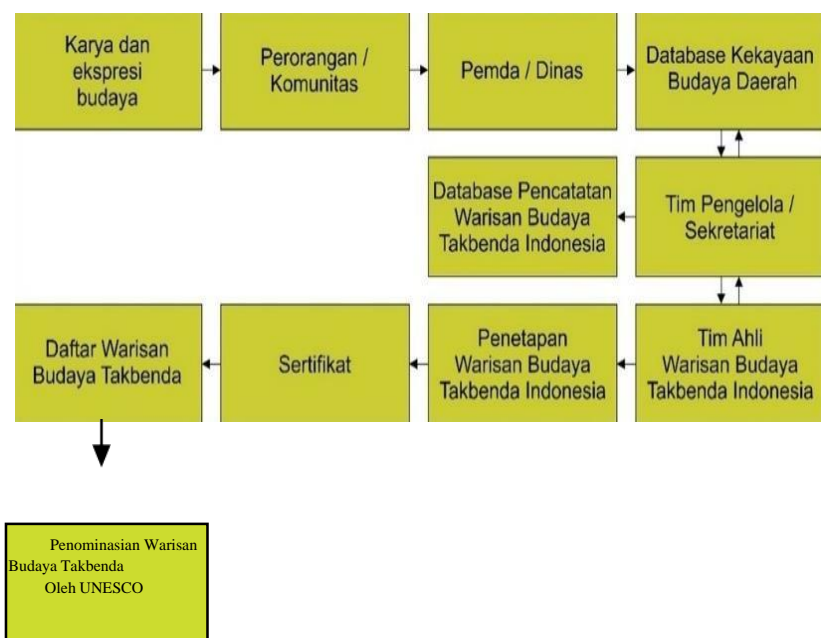 Karya dan
ekspresi
budaya
Perorangan /
Komunitas
Pemda / Dinas
Database Kekayaan
Budaya Daerah
Database Pencatatan
Warisan Budaya
Takbenda Indonesia
Tim Pengelola /
Sekretariat
Daftar Warisan
Budaya Takbenda
Sertifikat
Penetapan
Warisan Budaya
Takbenda Indonesia
Tim Ahli
Warisan Budaya
Takbenda Indonesia
Penominasian Warisan
Budaya Takbenda
Oleh UNESCO